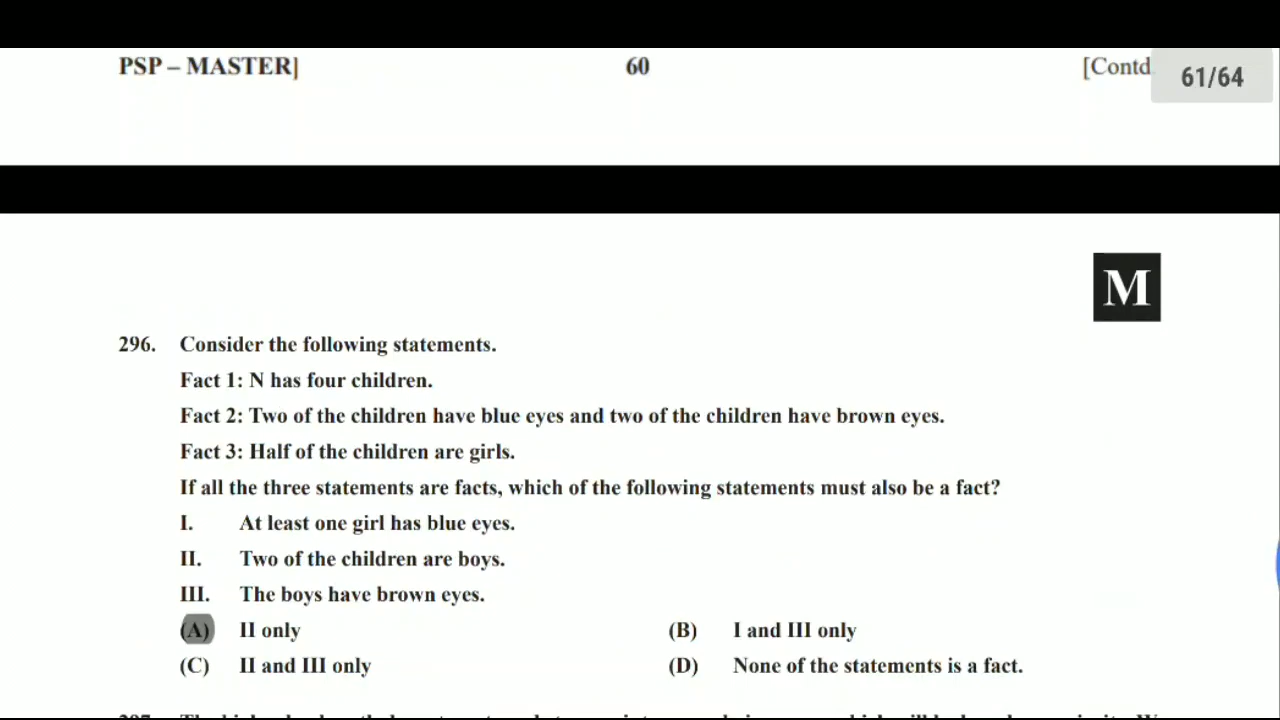 PSP – MASTER] 60 [Contd 61/64
M
296. Consider the following statements.
Fact 1: N has four children.
Fact 2: Two of the children have blue eyes and two of the children have brown eyes.
Fact 3: Half of the children are girls.
If all the three statements are facts, which of the following statements must also be a fact?
I. At least one girl has blue eyes.
II. Two of the children are boys.
III. The boys have brown eyes.
(A) II only (B) I and III only
(C) II and III only (D) None of the statements is a fact.